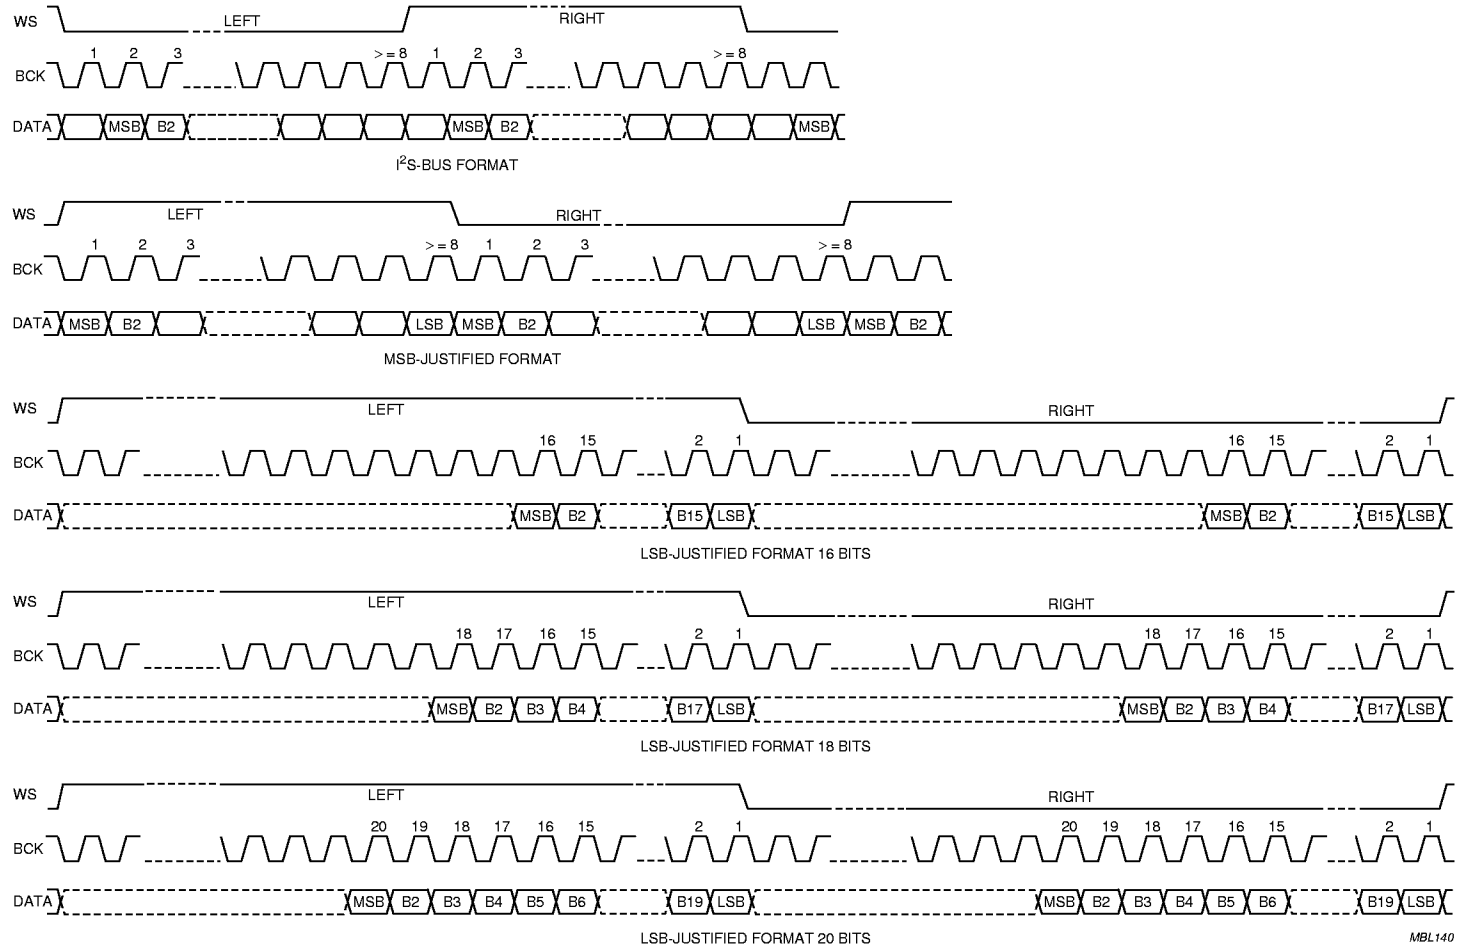 WS LEFT RIGHT
1 2 3 >= 8 1 2 3 >= 8
BCK
DATA MSB B2 MSB B2 MSB
I²S-BUS FORMAT
WS LEFT RIGHT
1 2 3 >= 8 1 2 3 >= 8
BCK
DATA MSB B2 LSB MSB B2 LSB MSB B2
MSB-JUSTIFIED FORMAT
WS LEFT RIGHT
16 15 2 1 16 15 2 1
BCK
DATA MSB B2 B15 LSB MSB B2 B15 LSB
LSB-JUSTIFIED FORMAT 16 BITS
WS LEFT RIGHT
18 17 16 15 2 1 18 17 16 15 2 1
BCK
DATA MSB B2 B3 B4 B17 LSB MSB B2 B3 B4 B17 LSB
LSB-JUSTIFIED FORMAT 18 BITS
WS LEFT RIGHT
20 19 18 17 16 15 2 1 20 19 18 17 16 15 2 1
BCK
DATA MSB B2 B3 B4 B5 B6 B19 LSB MSB B2 B3 B4 B5 B6 B19 LSB
LSB-JUSTIFIED FORMAT 20 BITS
MBL140